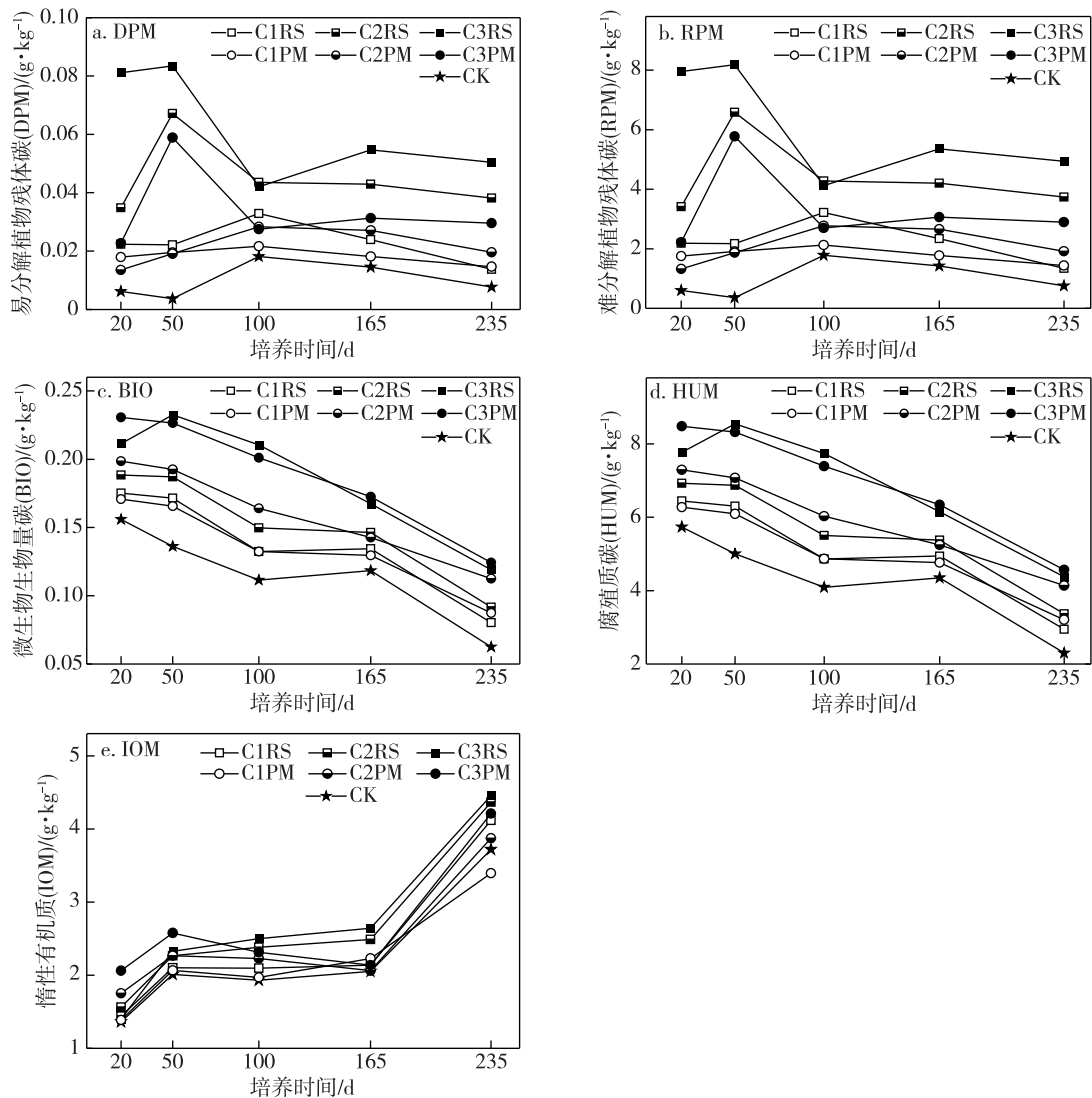 a. DPM
C1RS C2RS C3RS
C1PM C2PM C3PM
CK
易分解植物残体碳(DPM)/(g·kg⁻¹)
0.10
0.08
0.06
0.04
0.02
0
20 50 100 165 235
培养时间/d
b. RPM
C1RS C2RS C3RS
C1PM C2PM C3PM
CK
难分解植物残体碳(RPM)/(g·kg⁻¹)
8
6
4
2
0
20 50 100 165 235
培养时间/d
c. BIO
C1RS C2RS C3RS
C1PM C2PM C3PM
CK
微生物生物量碳(BIO)/(g·kg⁻¹)
0.25
0.20
0.15
0.10
0.05
20 50 100 165 235
培养时间/d
d. HUM
C1RS C2RS C3RS
C1PM C2PM C3PM
CK
腐殖质碳(HUM)/(g·kg⁻¹)
8
6
4
2
20 50 100 165 235
培养时间/d
e. IOM
C1RS C2RS C3RS
C1PM C2PM C3PM
CK
惰性有机质(IOM)/(g·kg⁻¹)
5
4
3
2
1
20 50 100 165 235
培养时间/d